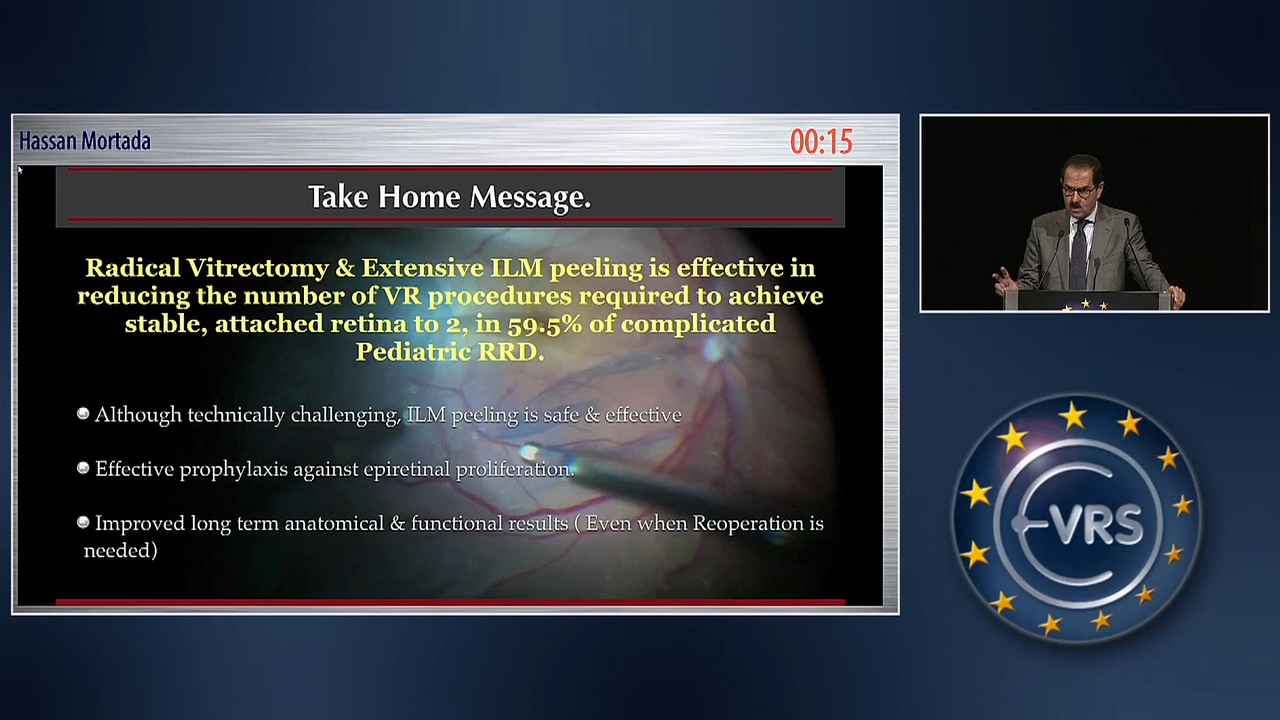 Hassan Mortada
00:15
Take Home Message.
Radical Vitrectomy & Extensive ILM peeling is effective in
reducing the number of VR procedures required to achieve
stable, attached retina to 2, in 59.5% of complicated
Pediatric RRD.
Although technically challenging, ILM peeling is safe & effective
Effective prophylaxis against epiretinal proliferation.
Improved long term anatomical & functional results ( Even when Reoperation is
needed)
EVRS